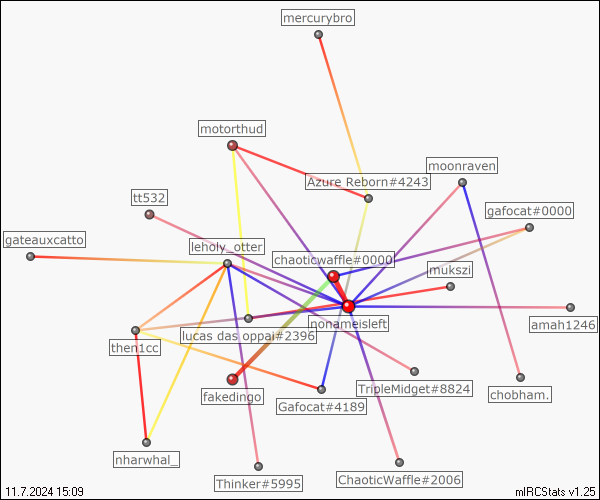 mercurybro
motorthud
moonraven
Azure Reborn#4243
tt532
gafocat#0000
gateauxcatto
leholy_otter
chaoticwaffle#0000
mukszi
nonameisleft
amah1246
lucas das oppai#2396
then1cc
TripleMidget#8824
chobham.
fakedingo
Gafocat#4189
nharwhal_
ChaoticWaffle#2006
Thinker#5995
11.7.2024 15:09
mIRCStats v1.25